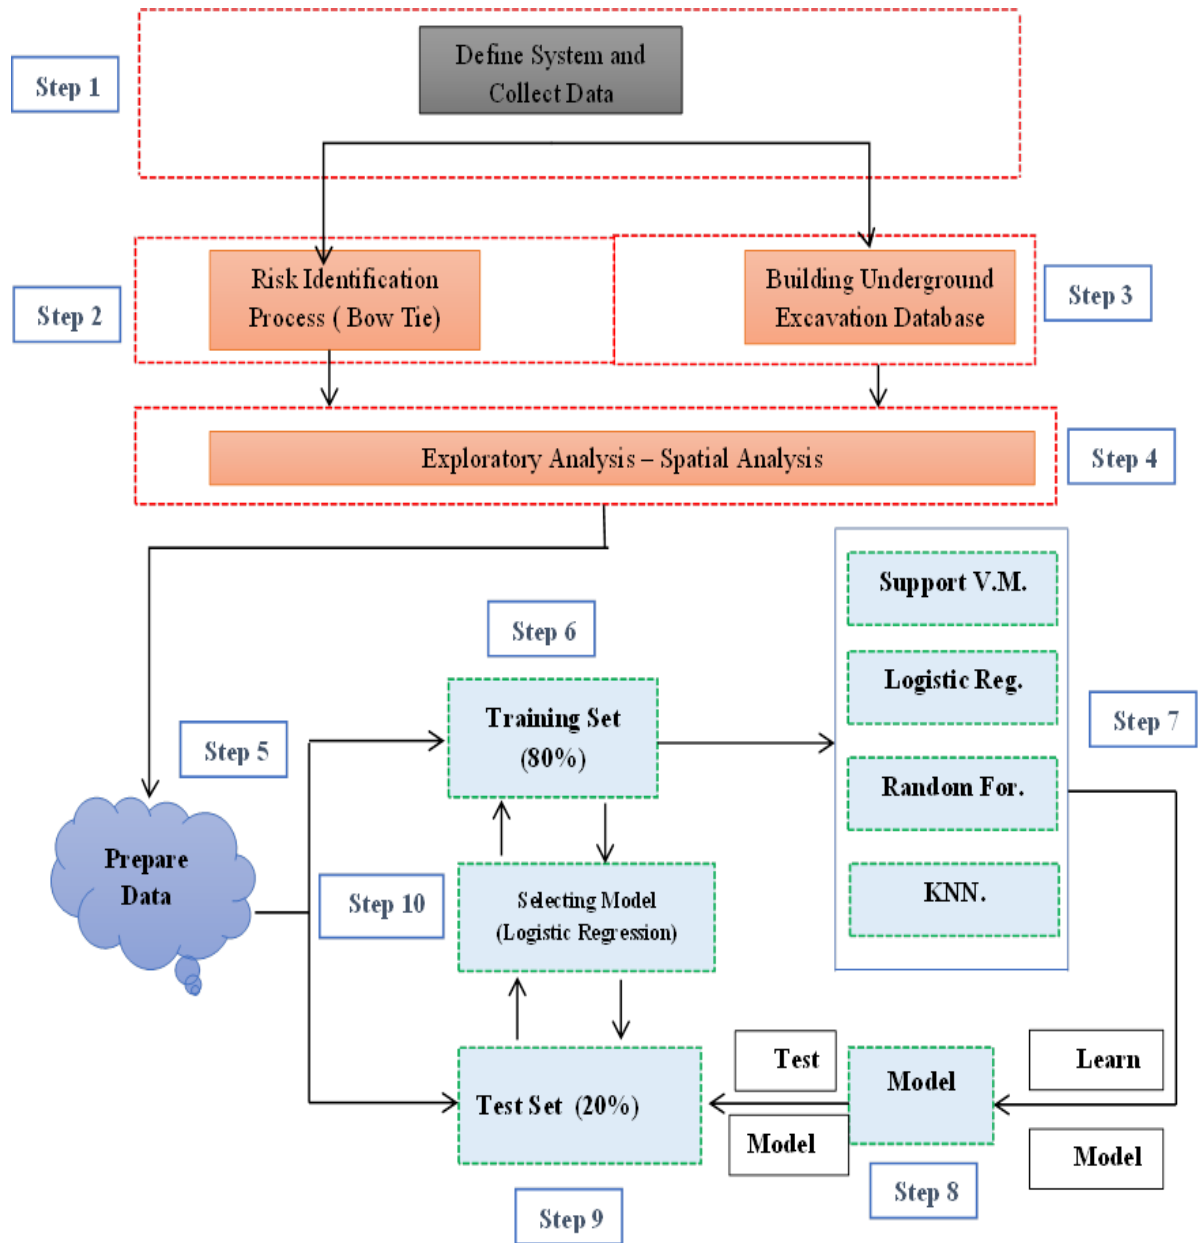 Step 1
Define System and
Collect Data
Step 2
Risk Identification
Process ( Bow Tie)
Building Underground
Excavation Database
Step 3
Exploratory Analysis – Spatial Analysis
Step 4
Step 5
Prepare
Data
Step 6
Training Set
(80%)
Support V.M.
Logistic Reg.
Random For.
KNN.
Step 7
Step 10
Selecting Model
(Logistic Regression)
Test Set (20%)
Step 9
Test
Model
Model
Step 8
Learn
Model